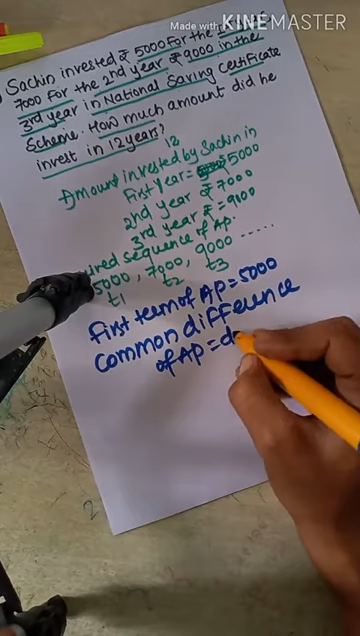 Made with KINEMASTER
Sachin invested ₹ 5000 For the
7000 For the 2nd year ₹ 9000 in the
3rd year in National Saving Certificate
Scheme. How much amount did he
invest in 12 years?
12
Amount invested by Sachin in
First Year = 5000
2nd year ₹ = 7000
3rd year ₹ = 9000
sequence of AP.
5000, 7000, 9000 .....
t1 t2 t3
First term of AP = 5000
common difference
of AP = d